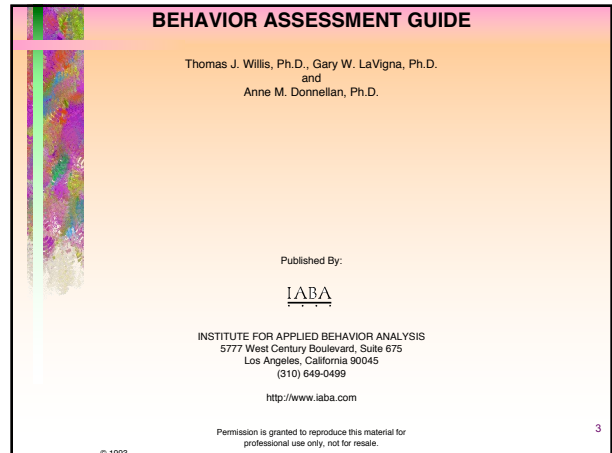 BEHAVIOR ASSESSMENT GUIDE
Thomas J. Willis, Ph.D., Gary W. LaVigna, Ph.D.
and
Anne M. Donnellan, Ph.D.
Published By:
IABA
INSTITUTE FOR APPLIED BEHAVIOR ANALYSIS
5777 West Century Boulevard, Suite 675
Los Angeles, California 90045
(310) 649-0499
http://www.iaba.com
Permission is granted to reproduce this material for
professional use only, not for resale.
3
© 1993